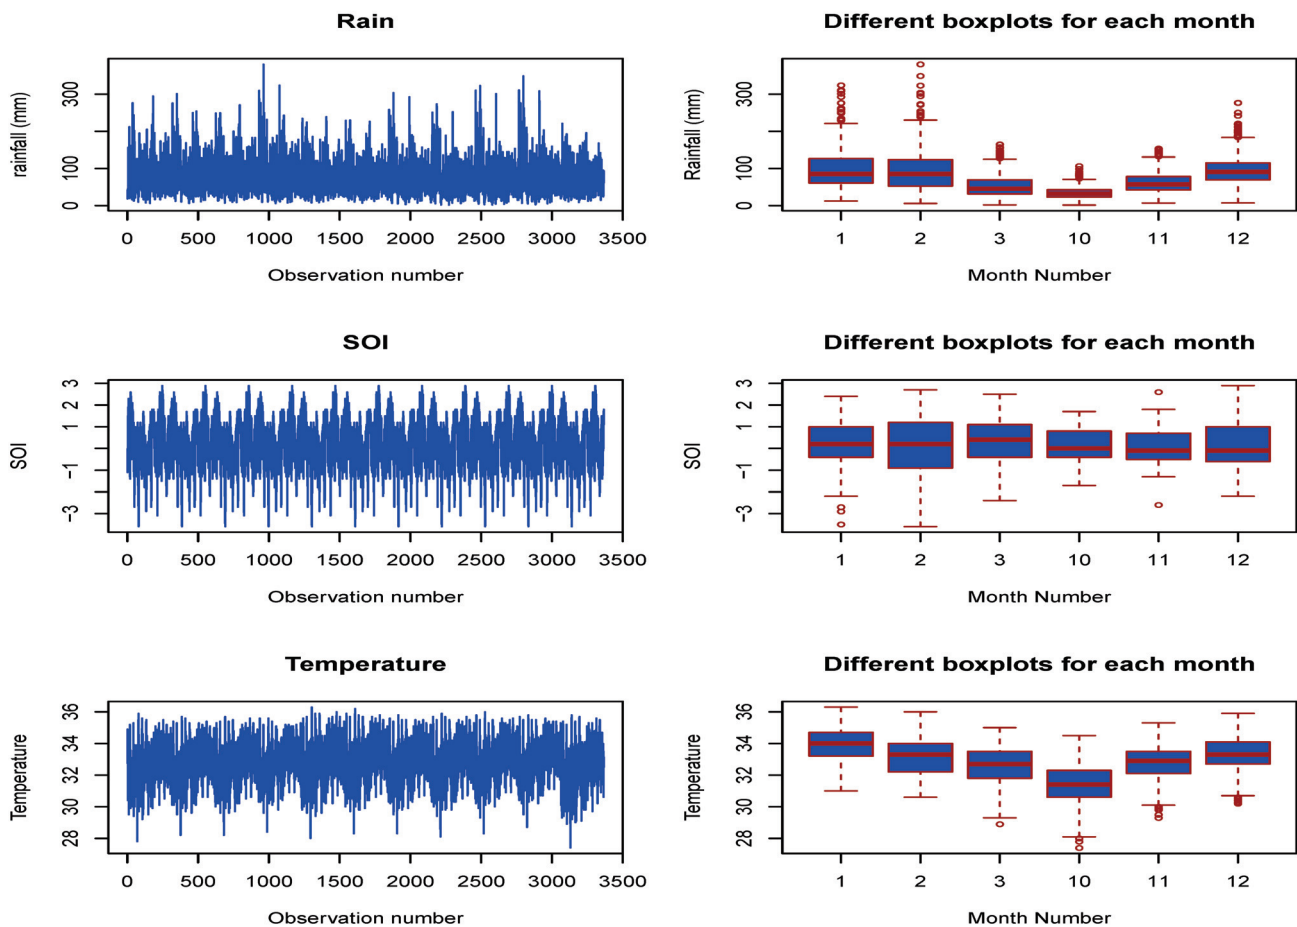 Rain
rainfall (mm)
300
100
0
0 500 1000 1500 2000 2500 3000 3500
Observation number
Different boxplots for each month
Rainfall (mm)
300
100
0
1 2 3 10 11 12
Month Number
SOI
SOI
3
2
1
-1
-3
0 500 1000 1500 2000 2500 3000 3500
Observation number
Different boxplots for each month
SOI
3
2
1
-1
-3
1 2 3 10 11 12
Month Number
Temperature
Temperature
36
34
32
30
28
0 500 1000 1500 2000 2500 3000 3500
Observation number
Different boxplots for each month
Temperature
36
34
32
30
28
1 2 3 10 11 12
Month Number